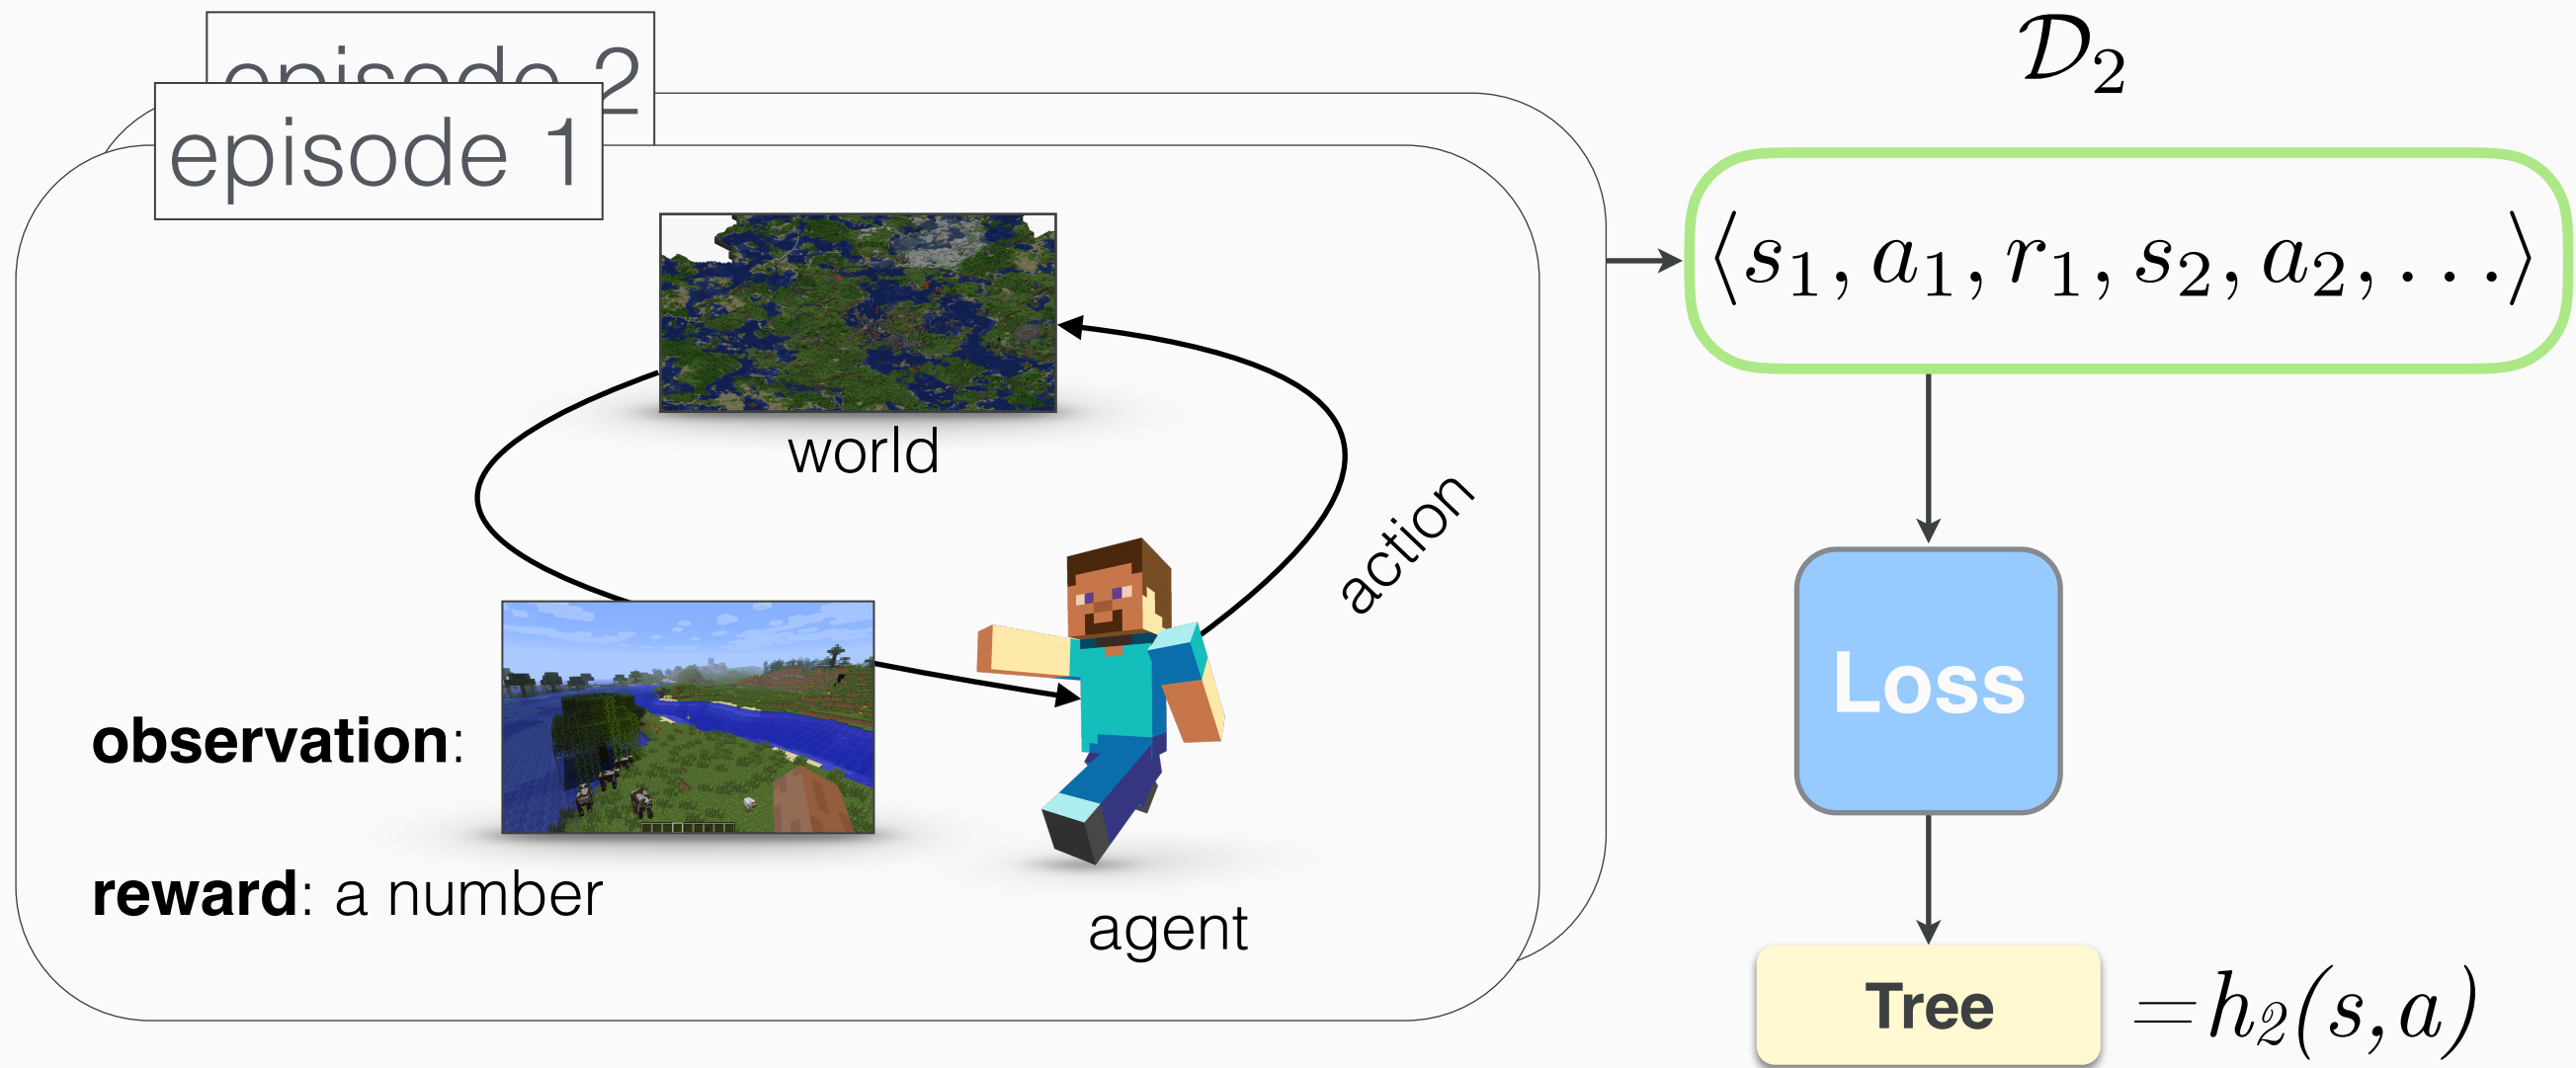 episode 2
episode 1
world
action
observation:
reward: a number
agent
𝒟₂
⟨s₁, a₁, r₁, s₂, a₂, . . .⟩
Loss
Tree
=h₂(s,a)